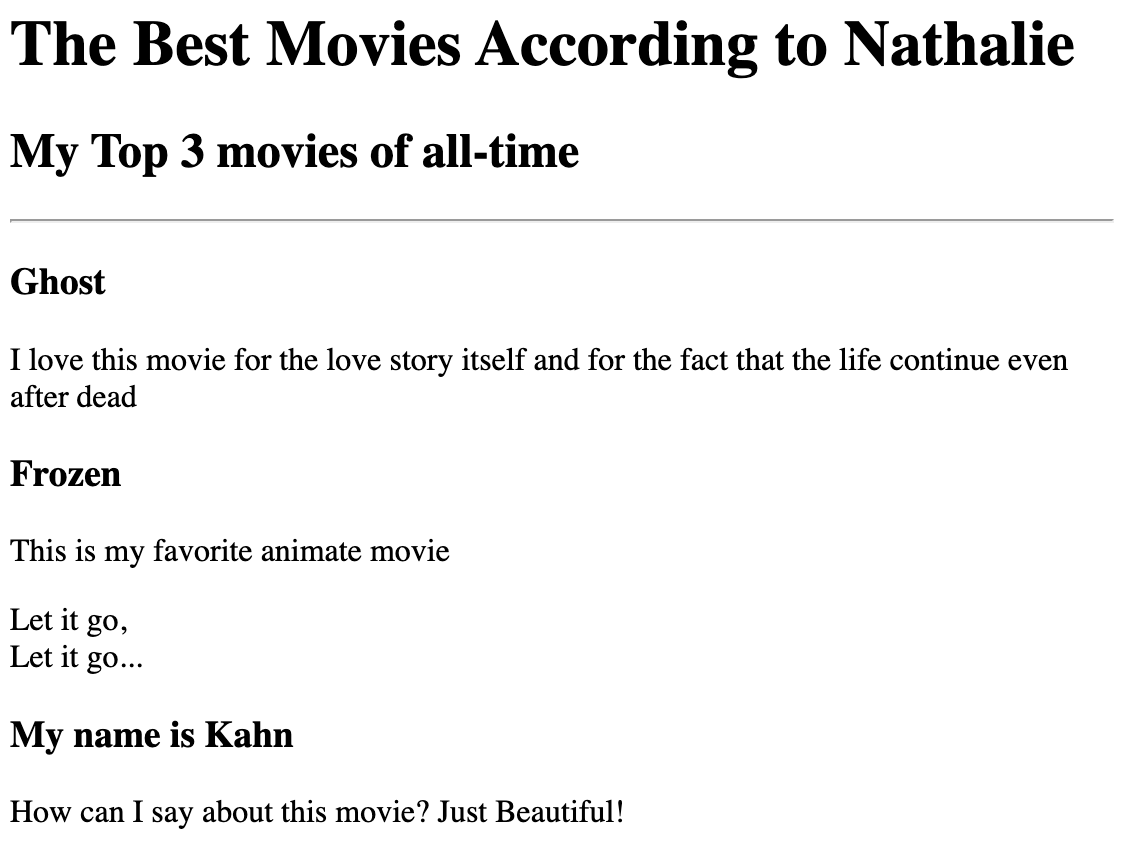 The Best Movies According to Nathalie
My Top 3 movies of all-time
Ghost
I love this movie for the love story itself and for the fact that the life continue even
after dead
Frozen
This is my favorite animate movie
Let it go,
Let it go...
My name is Kahn
How can I say about this movie? Just Beautiful!